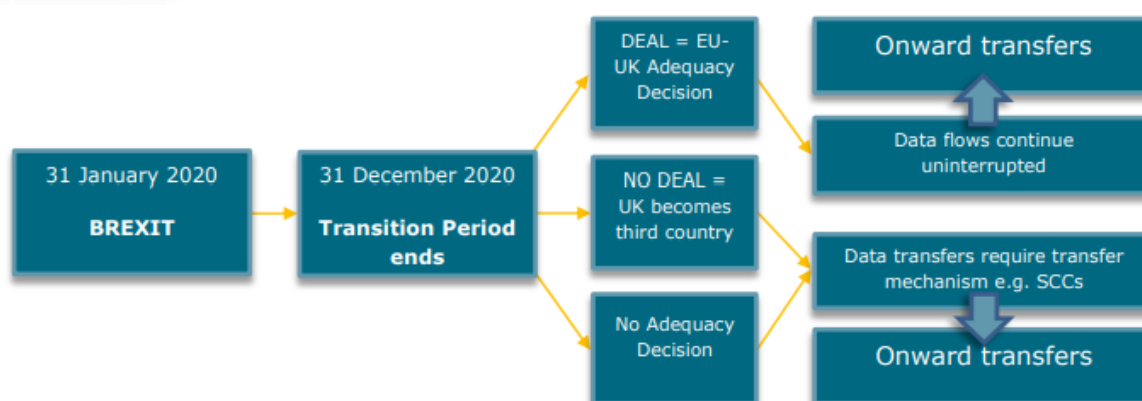 31 January 2020
BREXIT
31 December 2020
Transition Period
ends
DEAL = EU-
UK Adequacy
Decision
NO DEAL =
UK becomes
third country
No Adequacy
Decision
Onward transfers
Data flows continue
uninterrupted
Data transfers require transfer
mechanism e.g. SCCs
Onward transfers